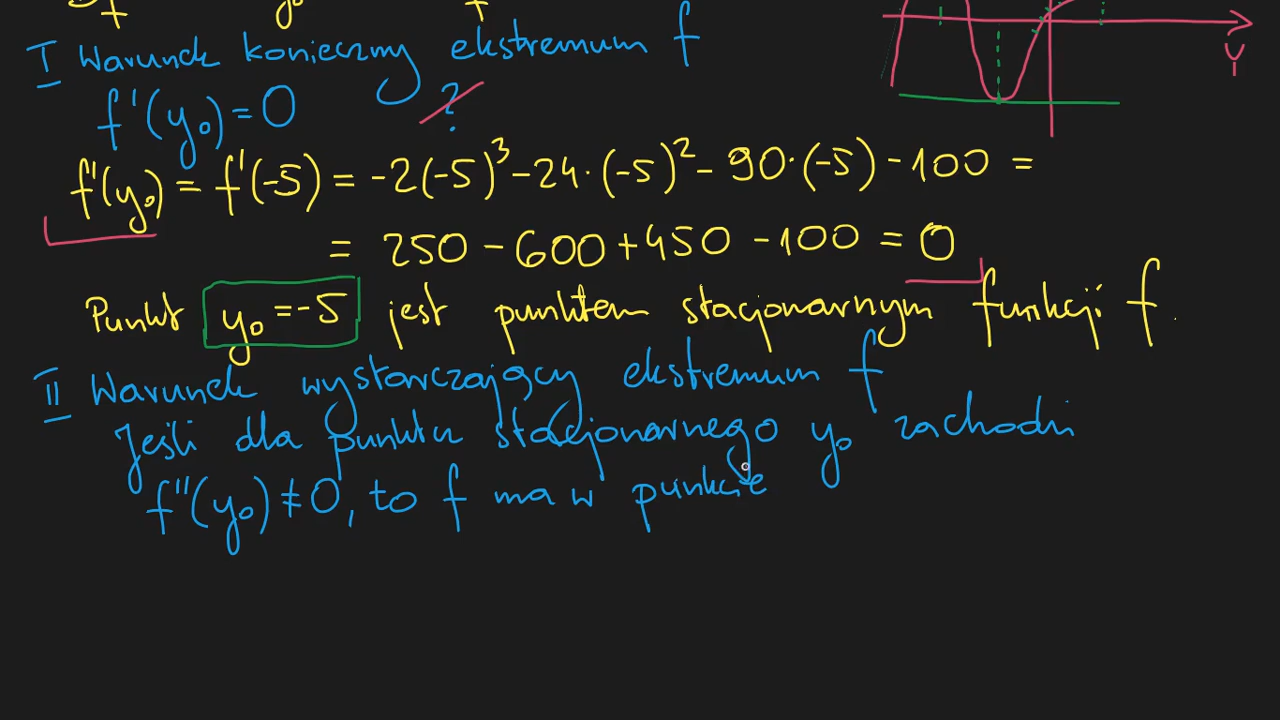 I Warunek konieczny ekstremum f
Y
f'(y₀) = 0 ?
f'(y₀) = f'(-5) = -2(-5)³ - 24·(-5)² - 90·(-5) - 100 =
= 250 - 600 + 450 - 100 = 0
Punkt y₀ = -5 jest punktem stacjonarnym funkcji f.
II Warunek wystarczający ekstremum f
Jeśli dla punktu stacjonarnego y₀ zachodzi
f''(y₀) ≠ 0, to f ma w punkcie